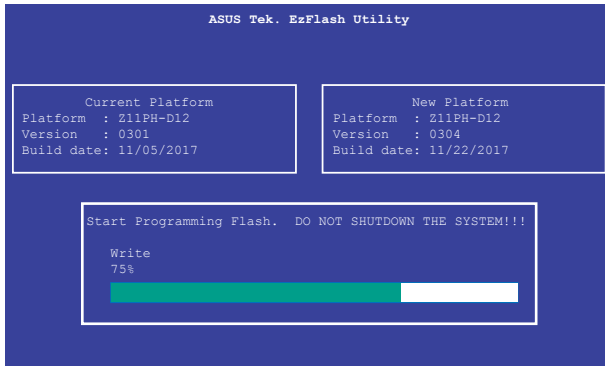 ASUS Tek. EzFlash Utility
Current Platform
Platform : Z11PH-D12
Version : 0301
Build date: 11/05/2017
New Platform
Platform : Z11PH-D12
Version : 0304
Build date: 11/22/2017
Start Programming Flash. DO NOT SHUTDOWN THE SYSTEM!!!
Write
75%